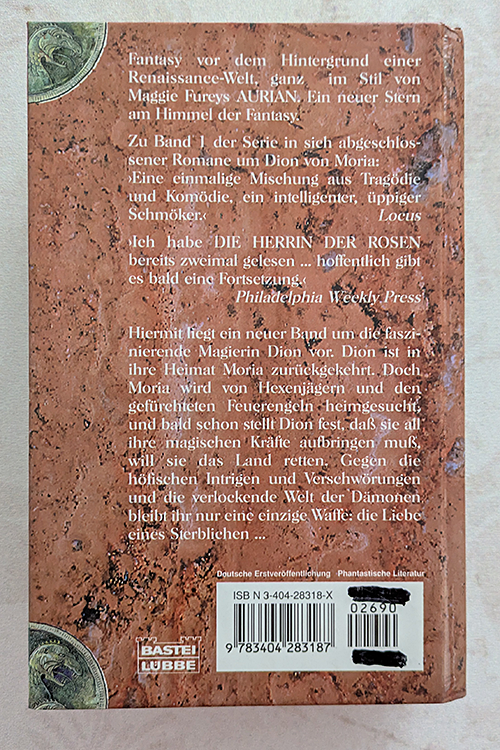 Fantasy vor dem Hintergrund einer
Renaissance-Welt, ganz im Stil von
Maggie Fureys AURIAN. Ein neuer Stern
am Himmel der Fantasy.
Zu Band 1 der Serie in sich abgeschlos-
sener Romane um Dion von Moria:
›Eine einmalige Mischung aus Tragödie
und Komödie, ein intelligenter, üppiger
Schmöker.‹ Locus
›Ich habe DIE HERRIN DER ROSEN
bereits zweimal gelesen ... hoffentlich gibt
es bald eine Fortsetzung.‹
Philadelphia Weekly Press
Hiermit liegt ein neuer Band um die faszi-
nierende Magierin Dion vor. Dion ist in
ihre Heimat Moria zurückgekehrt. Doch
Moria wird von Hexenjägern und den
gefürchteten Feuerengeln heimgesucht,
und bald schon stellt Dion fest, daß sie all
ihre magischen Kräfte aufbringen muß,
will sie das Land retten. Gegen die
höfischen Intrigen und Verschwörungen
und die verlockende Welt der Dämonen
bleibt ihr nur eine einzige Waffe: die Liebe
eines Sterblichen ...
Deutsche Erstveröffentlichung Phantastische Literatur
ISBN 3-404-28318-X
02690
9 783404 283187
BASTEI
LÜBBE